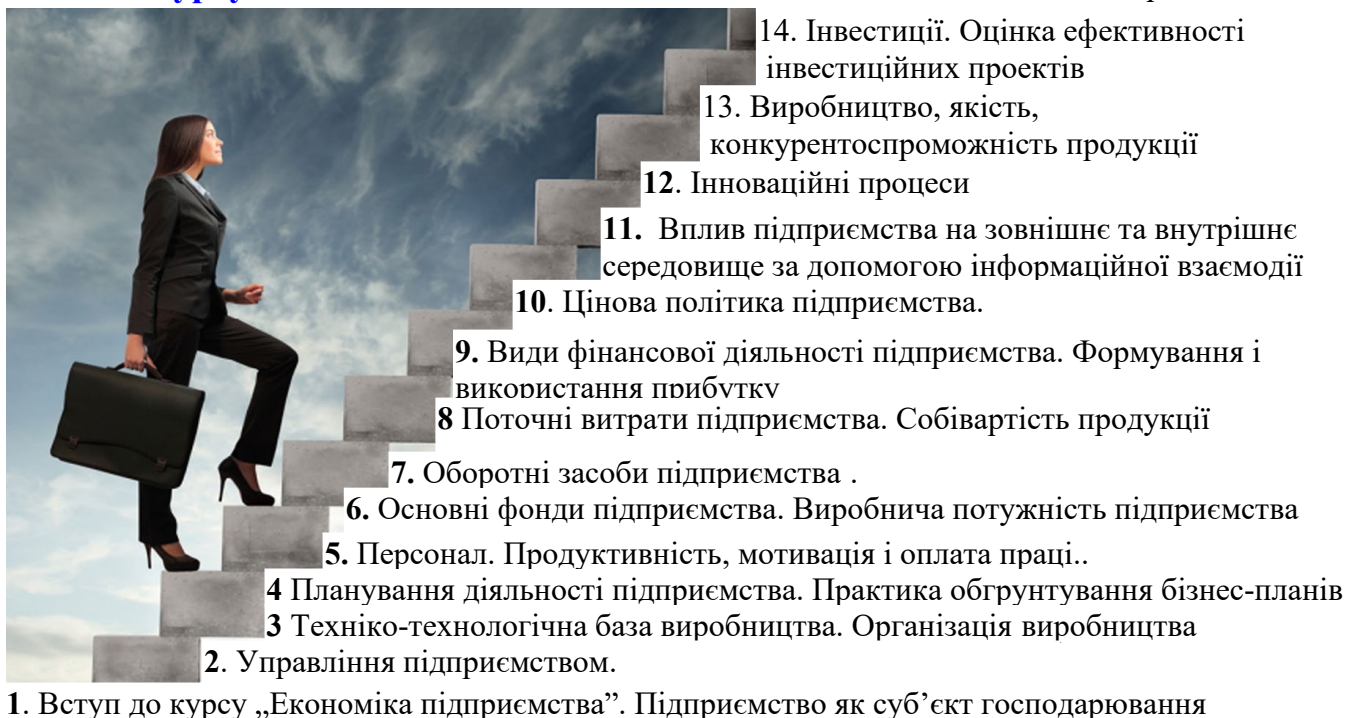 14. Інвестиції. Оцінка ефективності
інвестиційних проектів
13. Виробництво, якість,
конкурентоспроможність продукції
12. Інноваційні процеси
11. Вплив підприємства на зовнішнє та внутрішнє
середовище за допомогою інформаційної взаємодії
10. Цінова політика підприємства.
9. Види фінансової діяльності підприємства. Формування і
використання прибутку
8 Поточні витрати підприємства. Собівартість продукції
7. Оборотні засоби підприємства .
6. Основні фонди підприємства. Виробнича потужність підприємства
5. Персонал. Продуктивність, мотивація і оплата праці..
4 Планування діяльності підприємства. Практика обгрунтування бізнес-планів
3 Техніко-технологічна база виробництва. Організація виробництва
2. Управління підприємством.
1. Вступ до курсу „Економіка підприємства”. Підприємство як суб’єкт господарювання